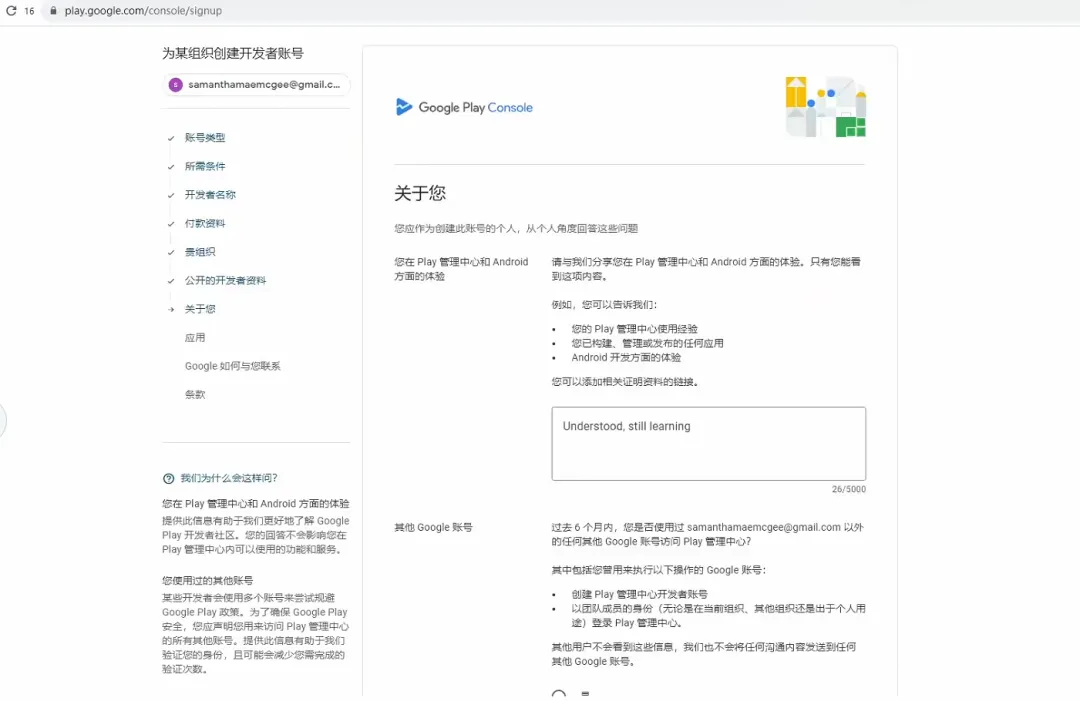 16 play.google.com/console/signup
为某组织创建开发者账号
s samanthamaemcgee@gmail.c...
账号类型
所需条件
开发者名称
付款资料
贵组织
公开的开发者资料
关于您
应用
Google 如何与您联系
条款
我们为什么会这样问?
您在 Play 管理中心和 Android 方面的体验
提供此信息有助于我们更好地了解 Google
Play 开发者社区。您的回答不会影响您在
Play 管理中心内可以使用的功能和服务。
您使用过的其他账号
某些开发者会使用多个账号来尝试规避
Google Play 政策。为了确保 Google Play
安全，您应声明您用来访问 Play 管理中心
的所有其他账号。提供此信息有助于我们
验证您的身份，且可能会减少您需完成的
验证次数。
Google Play Console
关于您
您应作为创建此账号的个人，从个人角度回答这些问题
您在 Play 管理中心和 Android
方面的体验
请与我们分享您在 Play 管理中心和 Android 方面的体验。只有您能看
到这项内容。
例如，您可以告诉我们：
• 您的 Play 管理中心使用经验
• 您已构建、管理或发布的任何应用
• Android 开发方面的体验
您可以添加相关证明资料的链接。
Understood, still learning
26/5000
其他 Google 账号
过去 6 个月内，您是否使用过 samanthamaemcgee@gmail.com 以外
的任何其他 Google 账号访问 Play 管理中心？
其中包括您曾用来执行以下操作的 Google 账号：
• 创建 Play 管理中心开发者账号
• 以团队成员的身份（无论是在当前组织、其他组织还是出于个人用
途）登录 Play 管理中心。
其他用户不会看到这些信息，我们也不会将任何沟通内容发送到任何
其他 Google 账号。